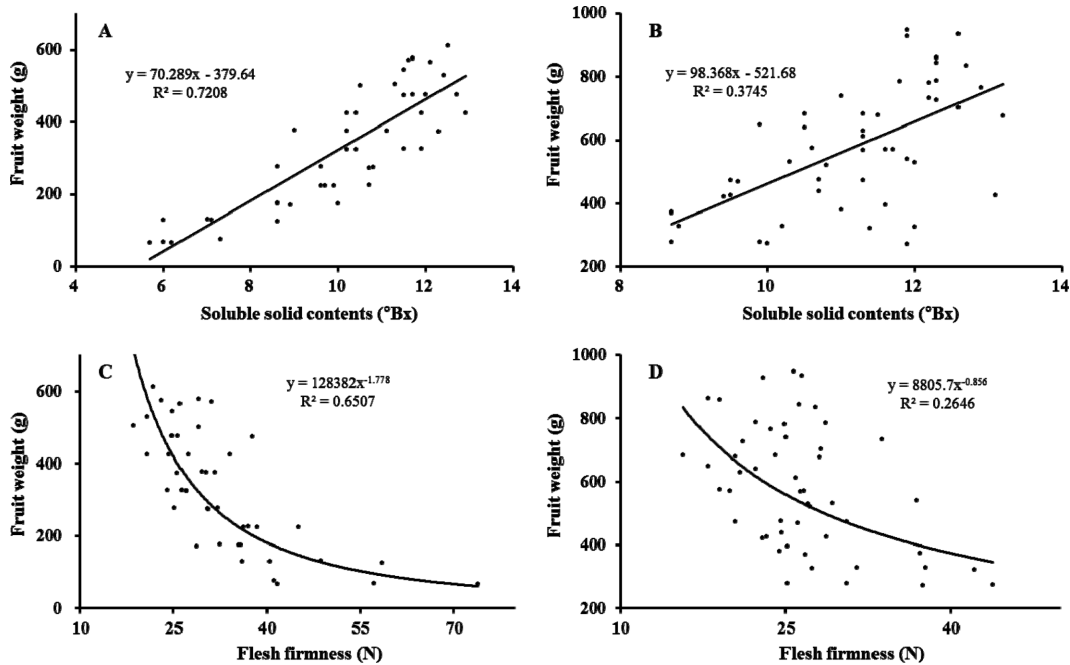 A
y = 70.289x - 379.64
R² = 0.7208
Fruit weight (g)
600
400
200
0
4 6 8 10 12 14
Soluble solid contents (°Bx)
B
y = 98.368x - 521.68
R² = 0.3745
Fruit weight (g)
1000
800
600
400
200
8 10 12 14
Soluble solid contents (°Bx)
C
y = 128382x^-1.778
R² = 0.6507
Fruit weight (g)
600
400
200
0
10 25 40 55 70
Flesh firmness (N)
D
y = 8805.7x^-0.856
R² = 0.2646
Fruit weight (g)
1000
800
600
400
200
10 25 40
Flesh firmness (N)